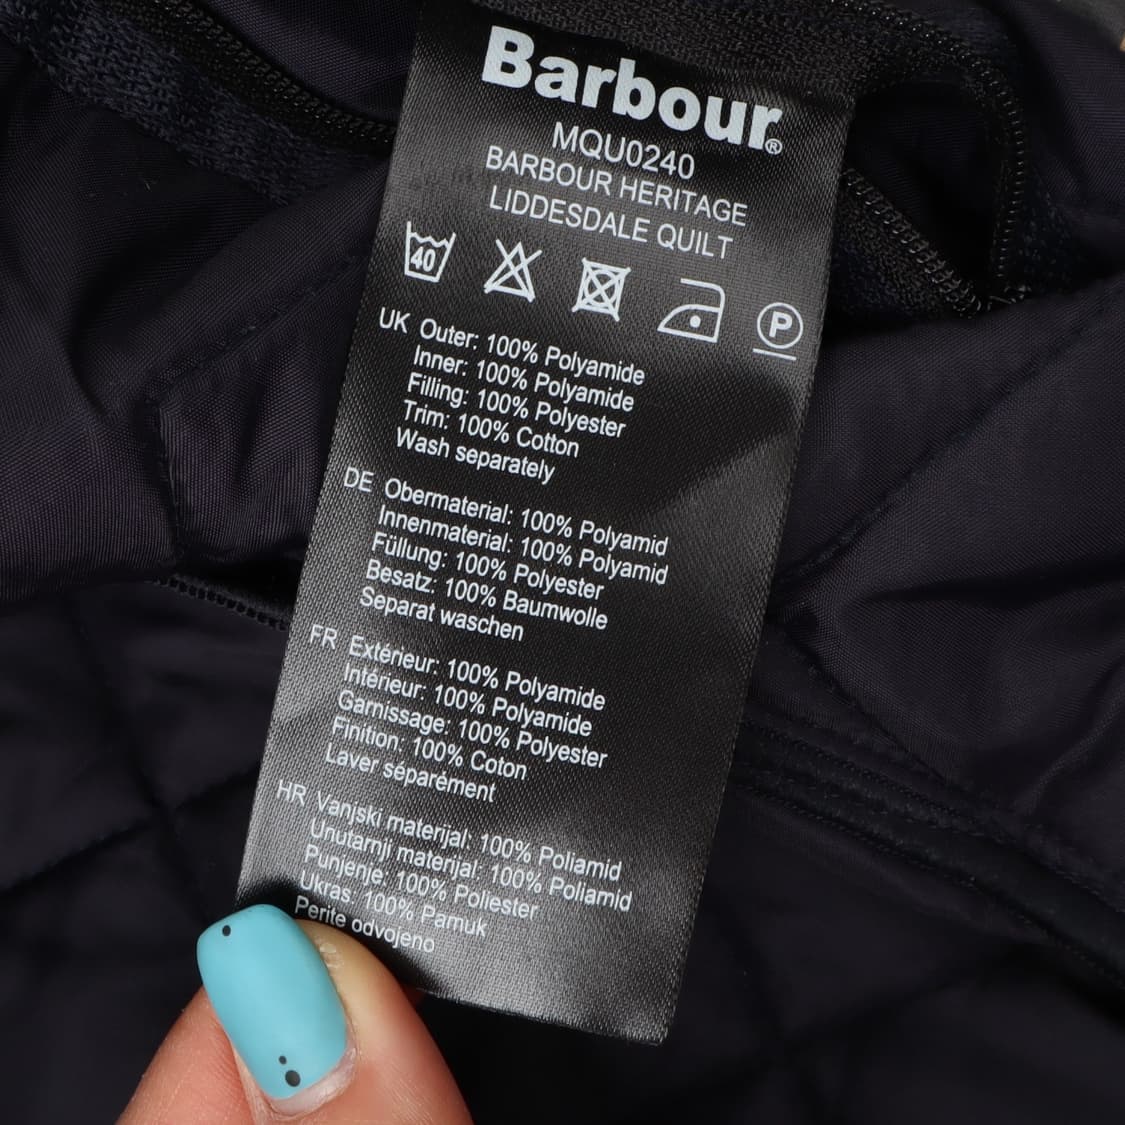 Barbour®
MQU0240
BARBOUR HERITAGE
LIDDESDALE QUILT
40
P
UK Outer: 100% Polyamide
Inner: 100% Polyamide
Filling: 100% Polyester
Trim: 100% Cotton
Wash separately
DE Obermaterial: 100% Polyamid
Innenmaterial: 100% Polyamid
Füllung: 100% Polyester
Besatz: 100% Baumwolle
Separat waschen
FR Extérieur: 100% Polyamide
Intérieur: 100% Polyamide
Garnissage: 100% Polyester
Finition: 100% Coton
Laver séparément
HR Vanjski materijal: 100% Poliamid
Unutarnji materijal: 100% Poliamid
Punjenje: 100% Poliester
Ukras: 100% Pamuk
Perite odvojeno